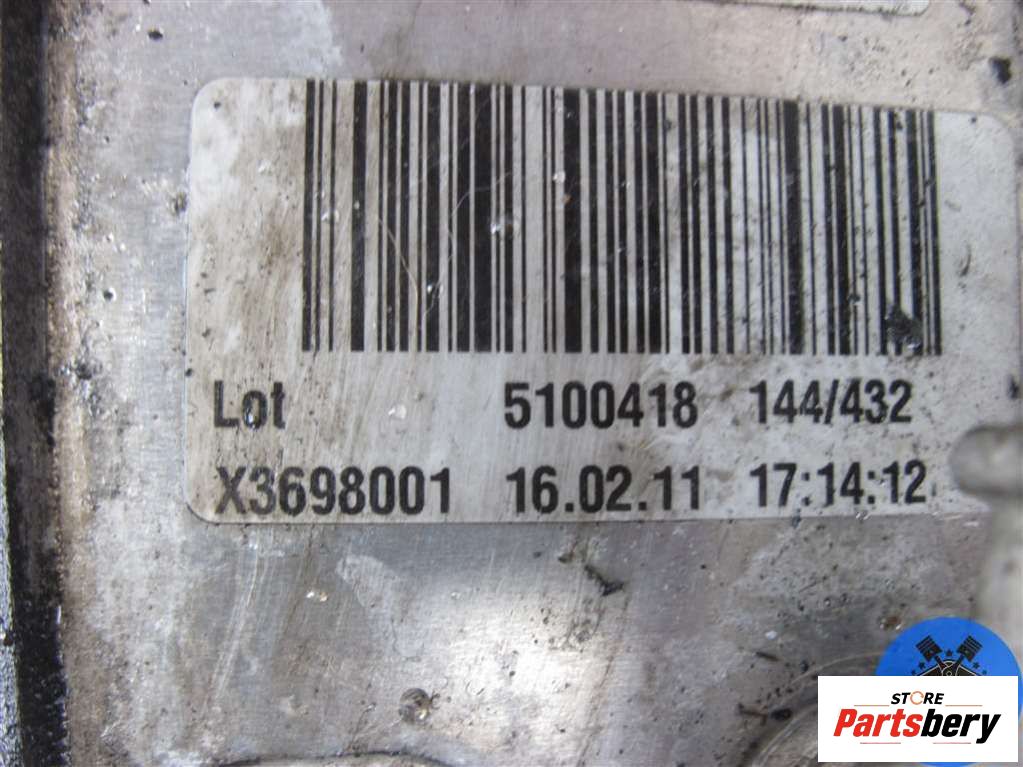 Lot 5100418 144/432
X3698001 16.02.11 17:14:12
STORE
Partsbery